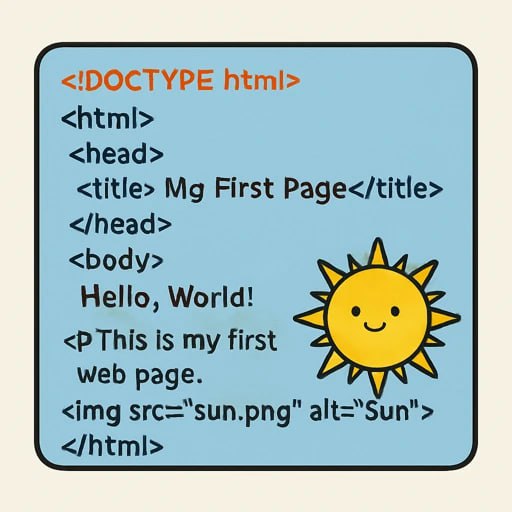 <!DOCTYPE html>
<html>
<head>
<title> Mg First Page</title>
</head>
<body>
Hello, World!
<P This is my first
web page.
<img src="sun.png" alt="Sun">
</html>